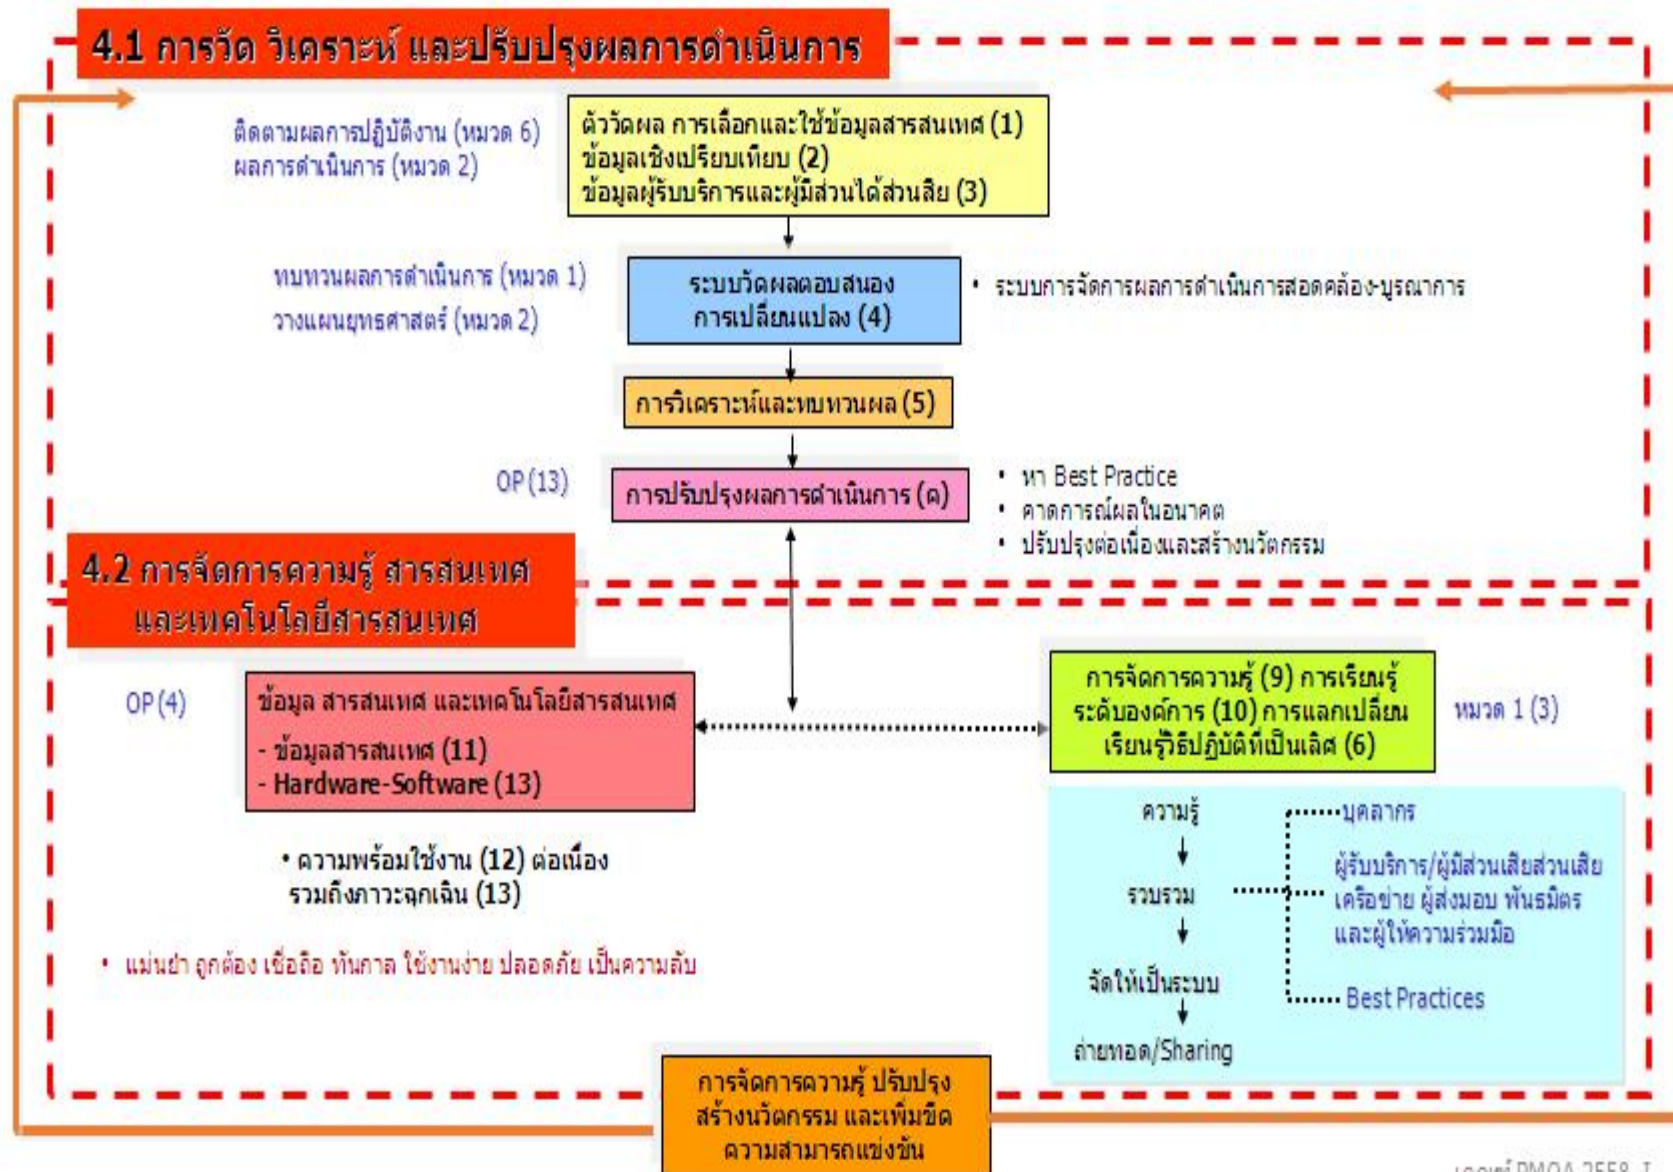 4.1 การวัด วิเคราะห์ และปรับปรุงผลการดำเนินการ
ติดตามผลการปฏิบัติงาน (หมวด 6)
ผลการดำเนินการ (หมวด 2)
ตัววัดผล การเลือกและใช้ข้อมูลสารสนเทศ (1)
ข้อมูลเชิงเปรียบเทียบ (2)
ข้อมูลผู้รับบริการและผู้มีส่วนได้ส่วนสีย (3)
ทบทวนผลการดำเนินการ (หมวด 1)
วางแผนยุทธศาสตร์ (หมวด 2)
ระบบวัดผลตอบสนอง
การเปลี่ยนแปลง (4)
• ระบบการจัดการผลการดำเนินการสอดคล้อง-บูรณาการ
การวิเคราะห์และทบทวนผล (5)
OP (13)
การปรับปรุงผลการดำเนินการ (ค)
• หา Best Practice
• คาดการณ์ผลในอนาคต
• ปรับปรุงต่อเนื่องและสร้างนวัตกรรม
4.2 การจัดการความรู้ สารสนเทศ
และเทคโนโลยีสารสนเทศ
OP (4)
ข้อมูล สารสนเทศ และเทคโนโลยีสารสนเทศ
- ข้อมูลสารสนเทศ (11)
- Hardware-Software (13)
การจัดการความรู้ (9) การเรียนรู้
ระดับองค์การ (10) การแลกเปลี่ยน
เรียนรู้วิธีปฏิบัติที่เป็นเลิศ (6)
หมวด 1 (3)
• ความพร้อมใช้งาน (12) ต่อเนื่อง
รวมถึงภาวะฉุกเฉิน (13)
• แม่นยำ ถูกต้อง เชื่อถือ ทันกาล ใช้งานง่าย ปลอดภัย เป็นความลับ
ความรู้
รวบรวม
จัดให้เป็นระบบ
ถ่ายทอด/Sharing
บุคลากร
ผู้รับบริการ/ผู้มีส่วนเสียส่วนเสีย
เครือข่าย ผู้ส่งมอบ พันธมิตร
และผู้ให้ความร่วมมือ
Best Practices
การจัดการความรู้ ปรับปรุง
สร้างนวัตกรรม และเพิ่มขีด
ความสามารถแข่งขัน
PMQA 2558